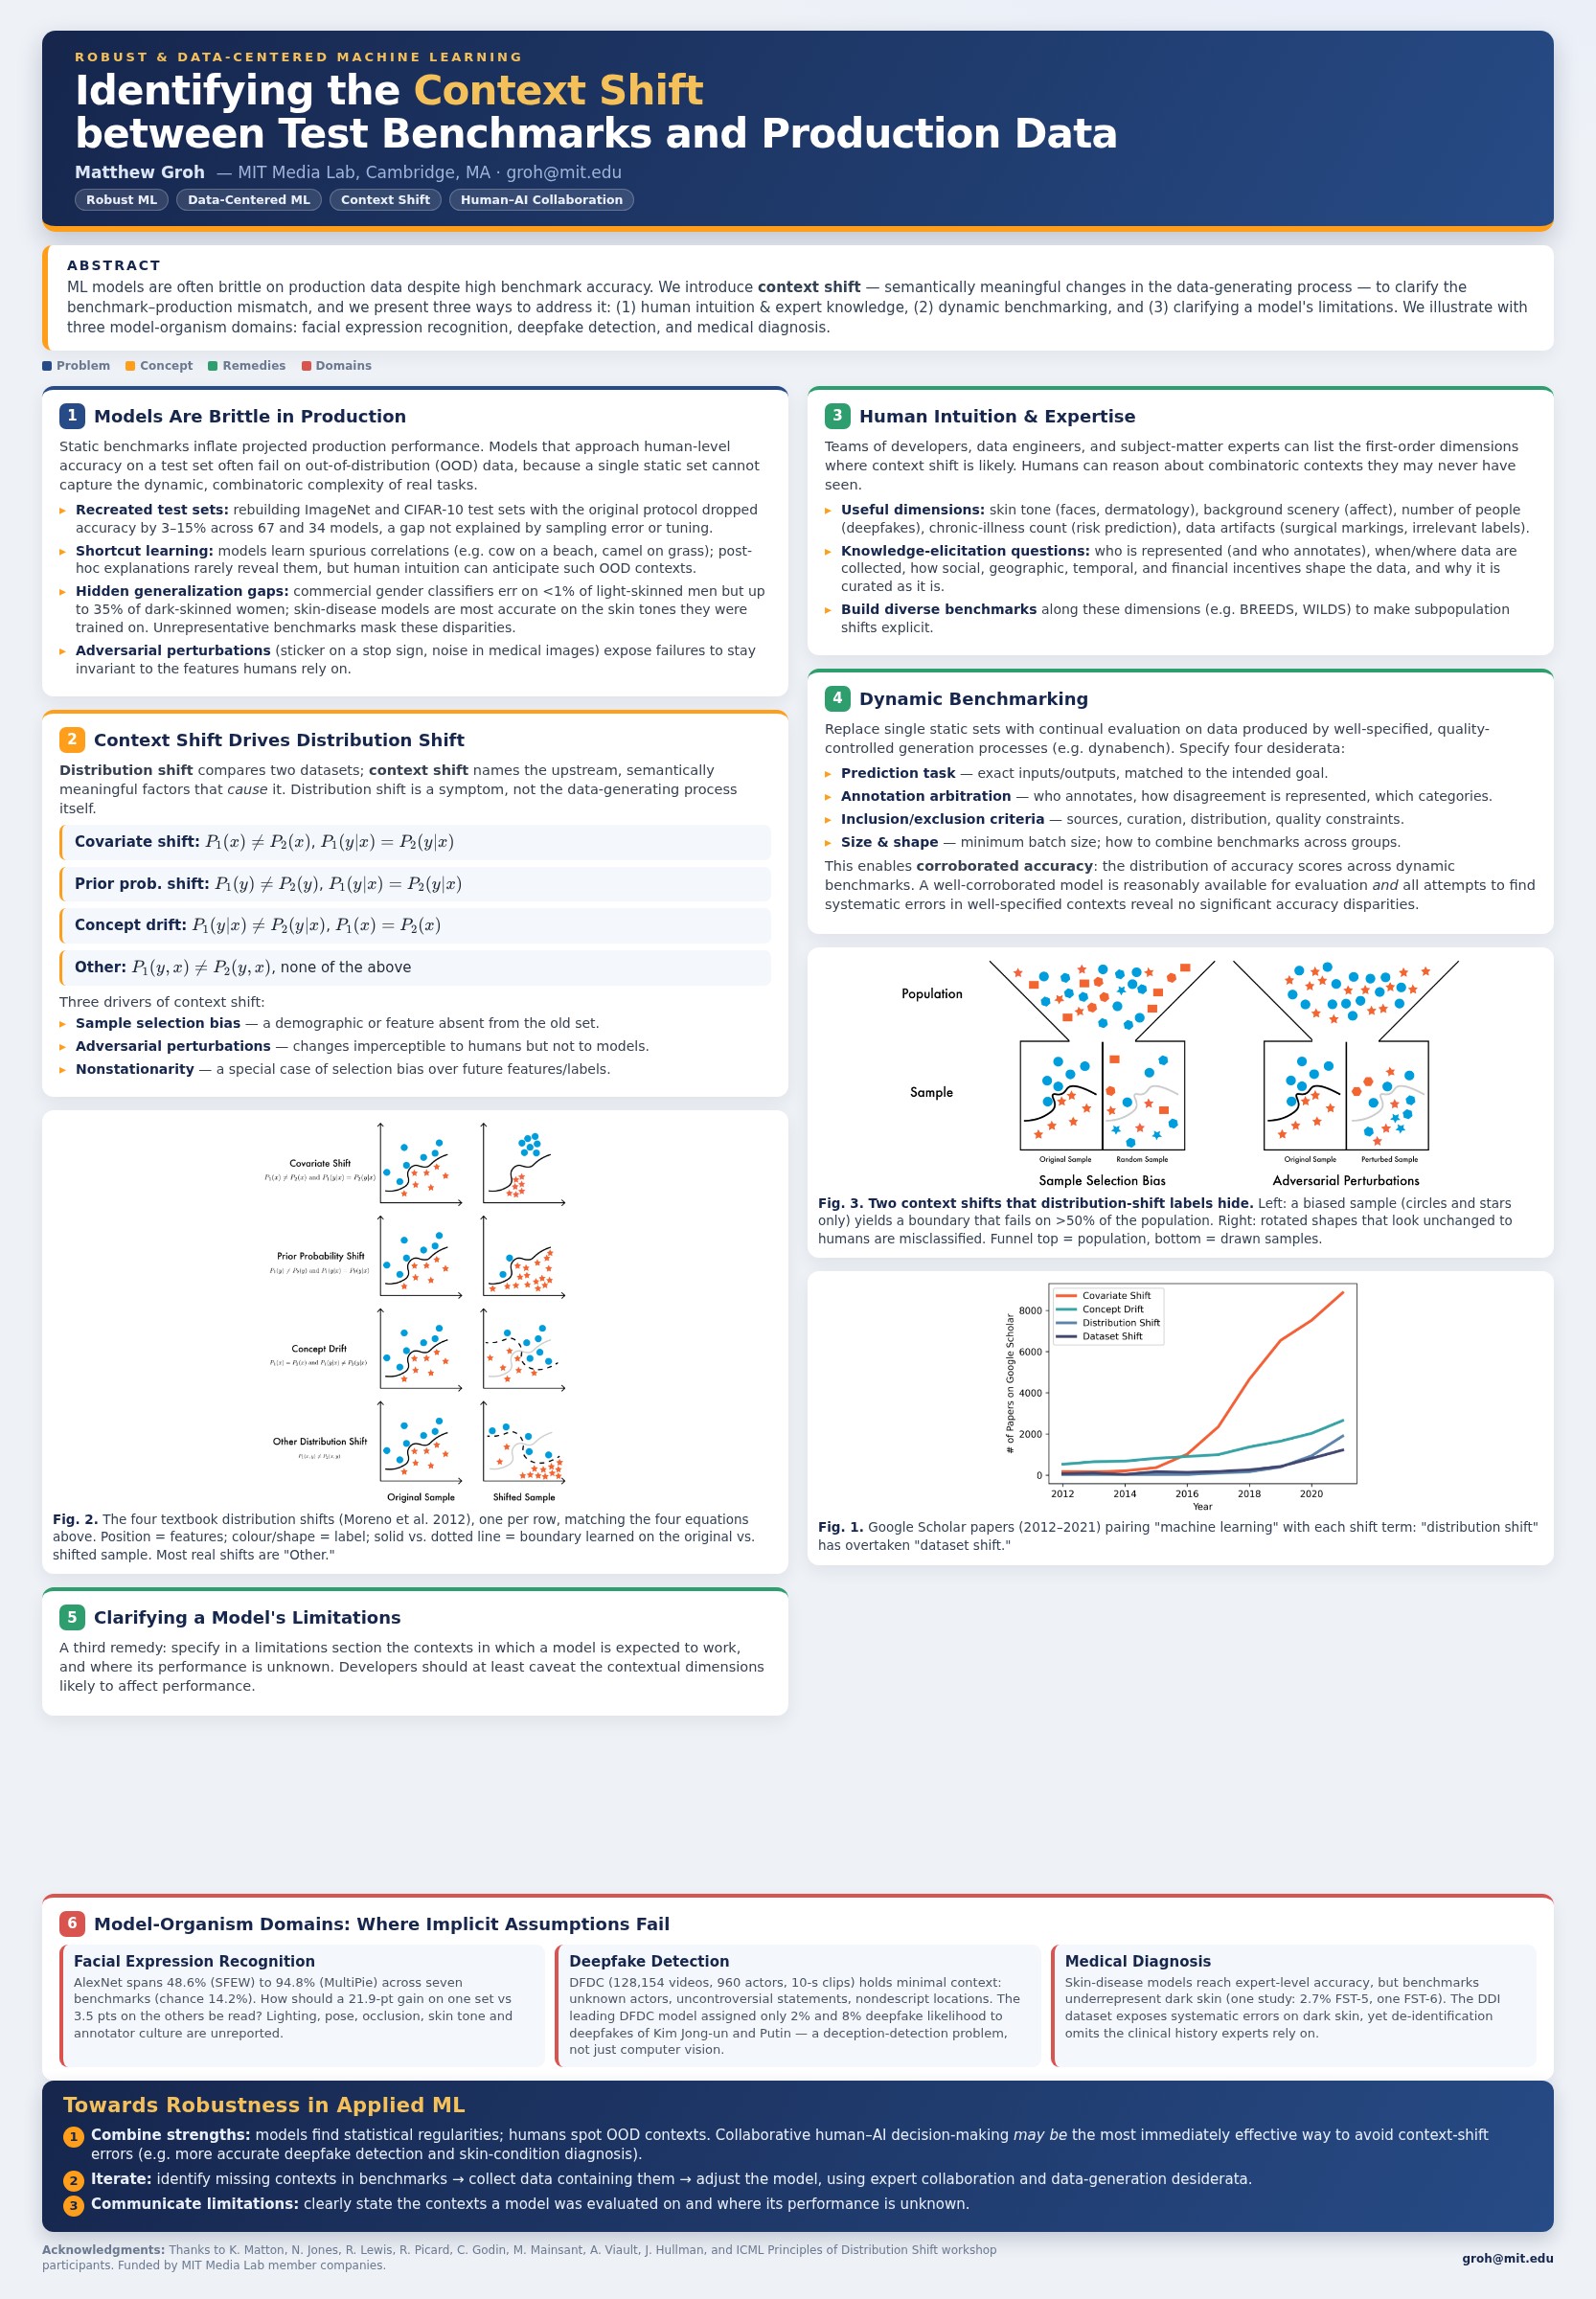 ROBUST & DATA-CENTERED MACHINE LEARNING
Identifying the Context Shift
between Test Benchmarks and Production Data
Matthew Groh — MIT Media Lab, Cambridge, MA · groh@mit.edu
Robust ML
Data-Centered ML
Context Shift
Human–AI Collaboration
ABSTRACT
ML models are often brittle on production data despite high benchmark accuracy. We introduce context shift — semantically meaningful changes in the data-generating process — to clarify the
benchmark–production mismatch, and we present three ways to address it: (1) human intuition & expert knowledge, (2) dynamic benchmarking, and (3) clarifying a model's limitations. We illustrate with
three model-organism domains: facial expression recognition, deepfake detection, and medical diagnosis.
Problem
Concept
Remedies
Domains
1 Models Are Brittle in Production
Static benchmarks inflate projected production performance. Models that approach human-level
accuracy on a test set often fail on out-of-distribution (OOD) data, because a single static set cannot
capture the dynamic, combinatoric complexity of real tasks.
▸ Recreated test sets: rebuilding ImageNet and CIFAR-10 test sets with the original protocol dropped
accuracy by 3–15% across 67 and 34 models, a gap not explained by sampling error or tuning.
▸ Shortcut learning: models learn spurious correlations (e.g. cow on a beach, camel on grass); post-
hoc explanations rarely reveal them, but human intuition can anticipate such OOD contexts.
▸ Hidden generalization gaps: commercial gender classifiers err on <1% of light-skinned men but up
to 35% of dark-skinned women; skin-disease models are most accurate on the skin tones they were
trained on. Unrepresentative benchmarks mask these disparities.
▸ Adversarial perturbations (sticker on a stop sign, noise in medical images) expose failures to stay
invariant to the features humans rely on.
2 Context Shift Drives Distribution Shift
Distribution shift compares two datasets; context shift names the upstream, semantically
meaningful factors that cause it. Distribution shift is a symptom, not the data-generating process
itself.
Covariate shift: P₁(x) ≠ P₂(x), P₁(y|x) = P₂(y|x)
Prior prob. shift: P₁(y) ≠ P₂(y), P₁(y|x) = P₂(y|x)
Concept drift: P₁(y|x) ≠ P₂(y|x), P₁(x) = P₂(x)
Other: P₁(y, x) ≠ P₂(y, x), none of the above
Three drivers of context shift:
▸ Sample selection bias — a demographic or feature absent from the old set.
▸ Adversarial perturbations — changes imperceptible to humans but not to models.
▸ Nonstationarity — a special case of selection bias over future features/labels.
Covariate Shift
P₁(x) ≠ P₂(x) and P₁(y|x) = P₂(y|x)
Prior Probability Shift
P₁(y) ≠ P₂(y) and P₁(y|x) = P₂(y|x)
Concept Drift
P₁(x) = P₂(x) and P₁(y|x) ≠ P₂(y|x)
Other Distribution Shift
P₁(x, y) ≠ P₂(x, y)
Original Sample
Shifted Sample
Fig. 2. The four textbook distribution shifts (Moreno et al. 2012), one per row, matching the four equations
above. Position = features; colour/shape = label; solid vs. dotted line = boundary learned on the original vs.
shifted sample. Most real shifts are "Other."
5 Clarifying a Model's Limitations
A third remedy: specify in a limitations section the contexts in which a model is expected to work,
and where its performance is unknown. Developers should at least caveat the contextual dimensions
likely to affect performance.
3 Human Intuition & Expertise
Teams of developers, data engineers, and subject-matter experts can list the first-order dimensions
where context shift is likely. Humans can reason about combinatoric contexts they may never have
seen.
▸ Useful dimensions: skin tone (faces, dermatology), background scenery (affect), number of people
(deepfakes), chronic-illness count (risk prediction), data artifacts (surgical markings, irrelevant labels).
▸ Knowledge-elicitation questions: who is represented (and who annotates), when/where data are
collected, how social, geographic, temporal, and financial incentives shape the data, and why it is
curated as it is.
▸ Build diverse benchmarks along these dimensions (e.g. BREEDS, WILDS) to make subpopulation
shifts explicit.
4 Dynamic Benchmarking
Replace single static sets with continual evaluation on data produced by well-specified, quality-
controlled generation processes (e.g. dynabench). Specify four desiderata:
▸ Prediction task — exact inputs/outputs, matched to the intended goal.
▸ Annotation arbitration — who annotates, how disagreement is represented, which categories.
▸ Inclusion/exclusion criteria — sources, curation, distribution, quality constraints.
▸ Size & shape — minimum batch size; how to combine benchmarks across groups.
This enables corroborated accuracy: the distribution of accuracy scores across dynamic
benchmarks. A well-corroborated model is reasonably available for evaluation and all attempts to find
systematic errors in well-specified contexts reveal no significant accuracy disparities.
Population
Sample
Original Sample
Random Sample
Original Sample
Perturbed Sample
Sample Selection Bias
Adversarial Perturbations
Fig. 3. Two context shifts that distribution-shift labels hide. Left: a biased sample (circles and stars
only) yields a boundary that fails on >50% of the population. Right: rotated shapes that look unchanged to
humans are misclassified. Funnel top = population, bottom = drawn samples.
Covariate Shift
Concept Drift
Distribution Shift
Dataset Shift
# of Papers on Google Scholar
8000
6000
4000
2000
0
2012 2014 2016 2018 2020
Year
Fig. 1. Google Scholar papers (2012–2021) pairing "machine learning" with each shift term: "distribution shift"
has overtaken "dataset shift."
6 Model-Organism Domains: Where Implicit Assumptions Fail
Facial Expression Recognition
AlexNet spans 48.6% (SFEW) to 94.8% (MultiPie) across seven
benchmarks (chance 14.2%). How should a 21.9-pt gain on one set vs
3.5 pts on the others be read? Lighting, pose, occlusion, skin tone and
annotator culture are unreported.
Deepfake Detection
DFDC (128,154 videos, 960 actors, 10-s clips) holds minimal context:
unknown actors, uncontroversial statements, nondescript locations. The
leading DFDC model assigned only 2% and 8% deepfake likelihood to
deepfakes of Kim Jong-un and Putin — a deception-detection problem,
not just computer vision.
Medical Diagnosis
Skin-disease models reach expert-level accuracy, but benchmarks
underrepresent dark skin (one study: 2.7% FST-5, one FST-6). The DDI
dataset exposes systematic errors on dark skin, yet de-identification
omits the clinical history experts rely on.
Towards Robustness in Applied ML
1 Combine strengths: models find statistical regularities; humans spot OOD contexts. Collaborative human–AI decision-making may be the most immediately effective way to avoid context-shift
errors (e.g. more accurate deepfake detection and skin-condition diagnosis).
2 Iterate: identify missing contexts in benchmarks → collect data containing them → adjust the model, using expert collaboration and data-generation desiderata.
3 Communicate limitations: clearly state the contexts a model was evaluated on and where its performance is unknown.
Acknowledgments: Thanks to K. Matton, N. Jones, R. Lewis, R. Picard, C. Godin, M. Mainsant, A. Viault, J. Hullman, and ICML Principles of Distribution Shift workshop
participants. Funded by MIT Media Lab member companies.
groh@mit.edu